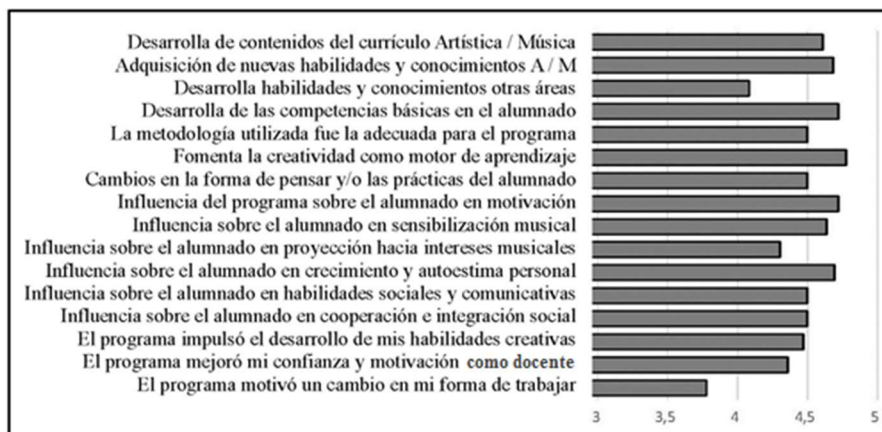 Desarrolla de contenidos del currículo Artística / Música
Adquisición de nuevas habilidades y conocimientos A / M
Desarrolla habilidades y conocimientos otras áreas
Desarrolla de las competencias básicas en el alumnado
La metodología utilizada fue la adecuada para el programa
Fomenta la creatividad como motor de aprendizaje
Cambios en la forma de pensar y/o las prácticas del alumnado
Influencia del programa sobre el alumnado en motivación
Influencia sobre el alumnado en sensibilización musical
Influencia sobre el alumnado en proyección hacia intereses musicales
Influencia sobre el alumnado en crecimiento y autoestima personal
Influencia sobre el alumnado en habilidades sociales y comunicativas
Influencia sobre el alumnado en cooperación e integración social
El programa impulsó el desarrollo de mis habilidades creativas
El programa mejoró mi confianza y motivación como docente
El programa motivó un cambio en mi forma de trabajar
3 3,5 4 4,5 5